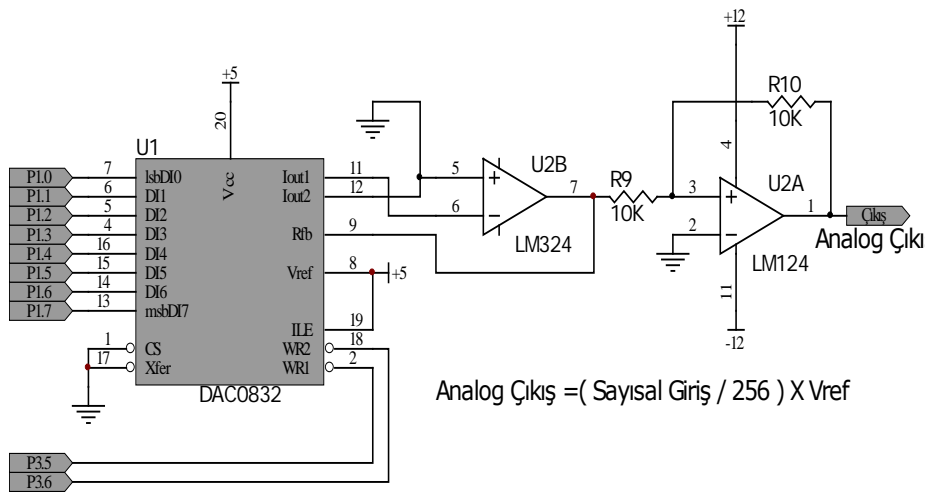 +12
+5
20
R10
10K
4
U1
P1.0
P1.1
P1.2
P1.3
P1.4
P1.5
P1.6
P1.7
7
6
5
4
16
15
14
13
lsbDI0
DI1
DI2
DI3
DI4
DI5
DI6
msbDI7
Vcc
Iout1
Iout2
Rfb
Vref
ILE
WR2
WR1
11
12
9
8
+5
19
18
2
1
17
CS
Xfer
DAC0832
5
6
+
−
U2B
7
LM324
R9
10K
3
2
+
−
U2A
1
Çıkış
Analog Çıkı
LM124
11
-12
Analog Çıkış =( Sayısal Giriş / 256 ) X Vref
P3.5
P3.6